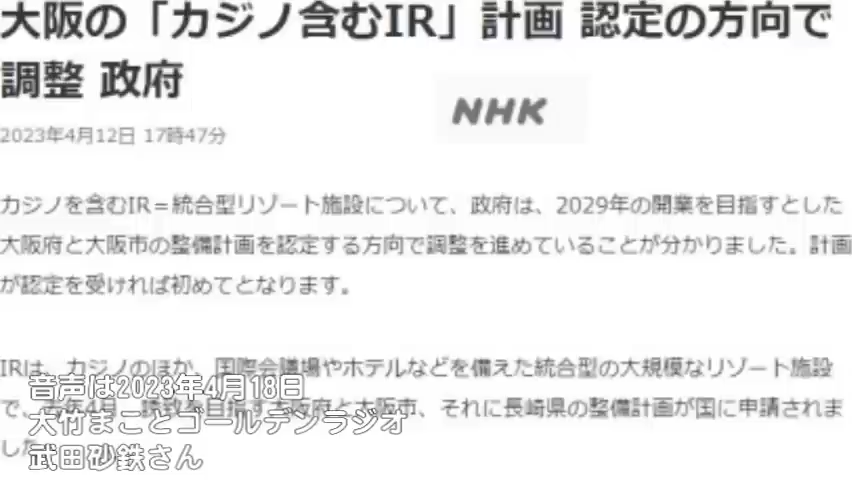 大阪の「カジノ含むIR」計画 認定の方向で
調整 政府
NHK
2023年4月12日 17時47分
カジノを含むIR＝統合型リゾート施設について、政府は、2029年の開業を目指すとした
大阪府と大阪市の整備計画を認定する方向で調整を進めていることが分かりました。計画
が認定を受ければ初めてとなります。
IRは、カジノのほか、国際会議場やホテルなどを備えた統合型の大規模なリゾート施設
音声は2023年4月18日
で、を目指す大阪府と大阪市、それに長崎県の整備計画が国に申請されま
大竹まことゴールデンラジオ
した
武田砂鉄さん